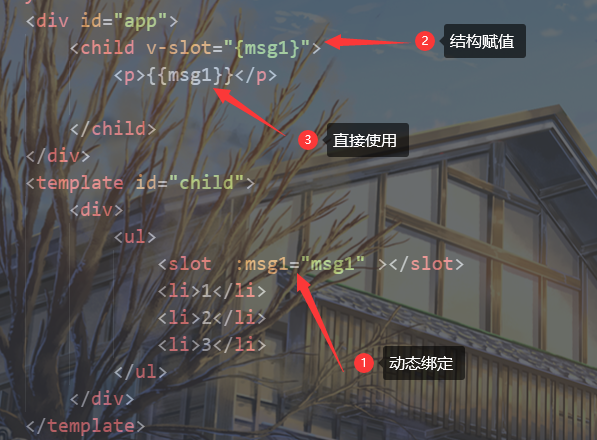 <div id="app">
<child v-slot="{msg1}">
2 结构赋值
<p>{{msg1}}</p>
3 直接使用
</child>
</div>
<template id="child">
<div>
<ul>
<slot  :msg1="msg1" ></slot>
<li>1</li>
<li>2</li>
<li>3</li>
1 动态绑定
</ul>
</div>
</template>